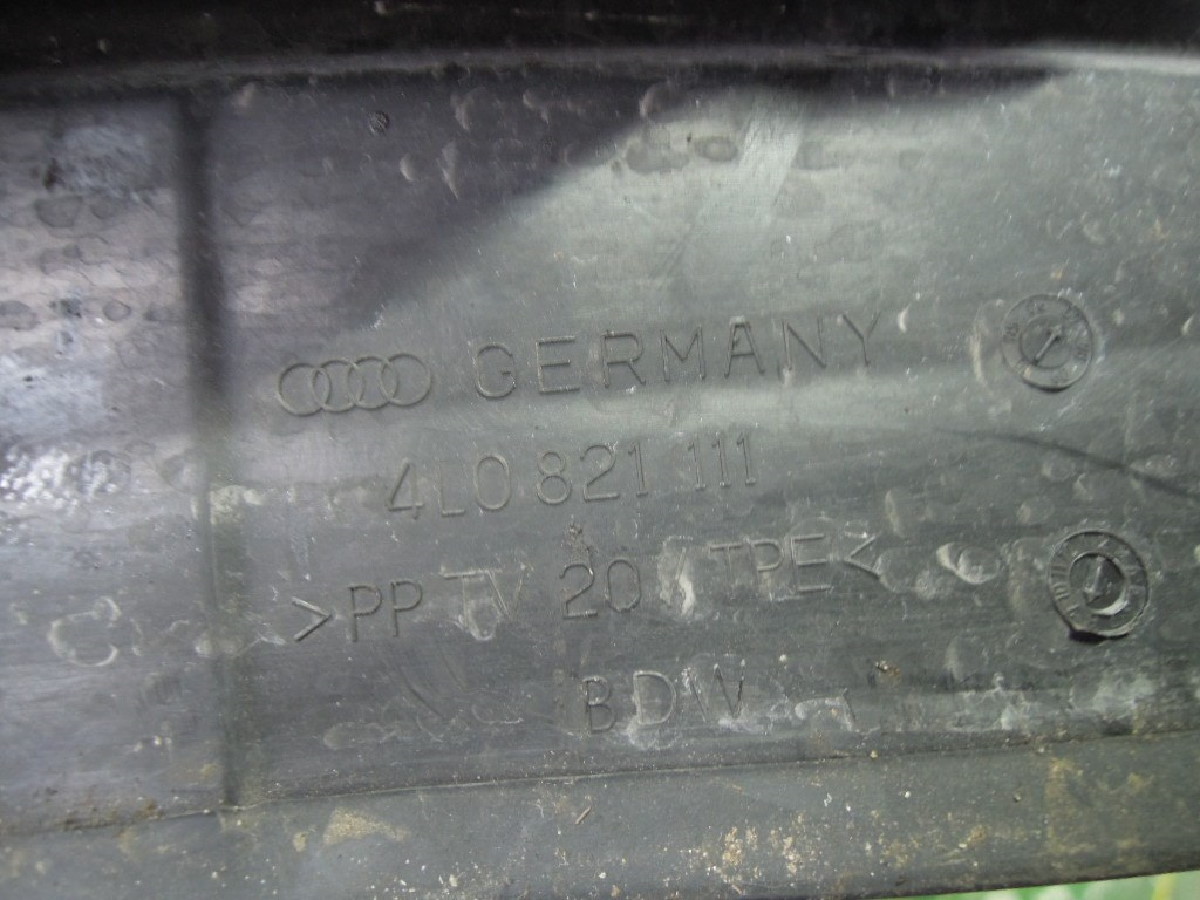 GERMANY
4L0 821 111
>PP TV 20 / TPE<
BDW